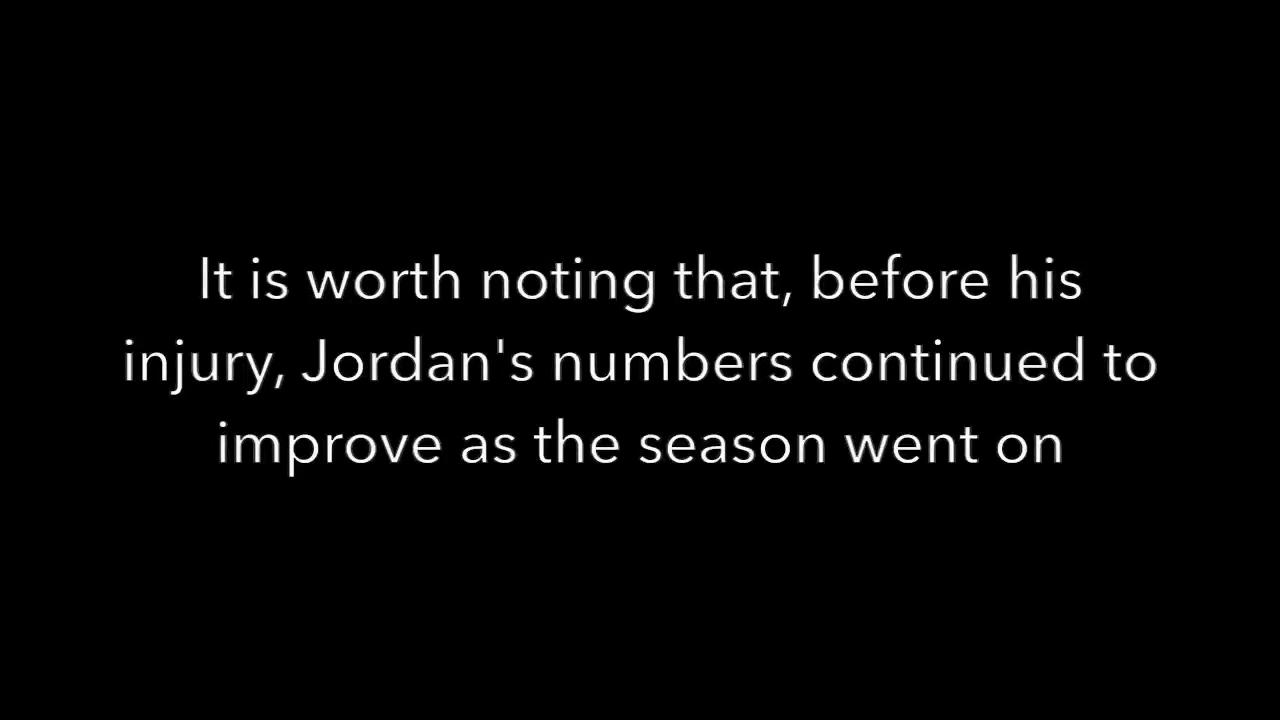 It is worth noting that, before his
injury, Jordan's numbers continued to
improve as the season went on